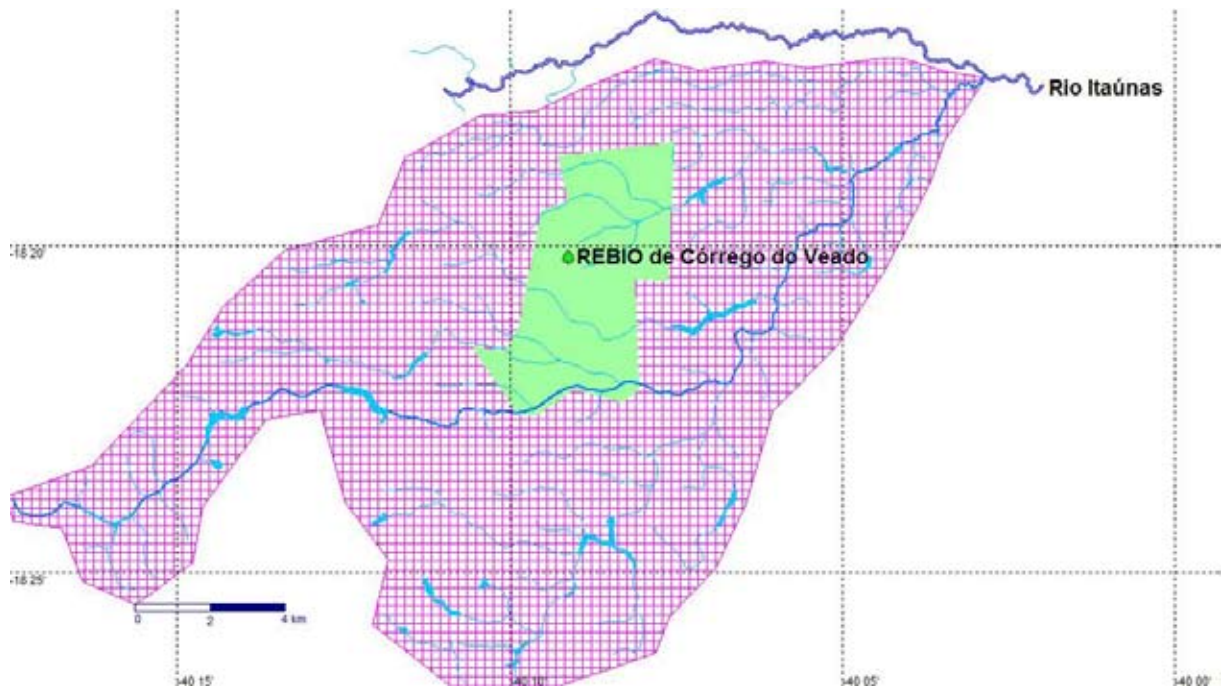 Rio Itaúnas
-18 20'
REBIO de Córrego do Veado
-18 25'
0 2 4 km
-40 15'
-40 10'
-40 05'
-40 00'